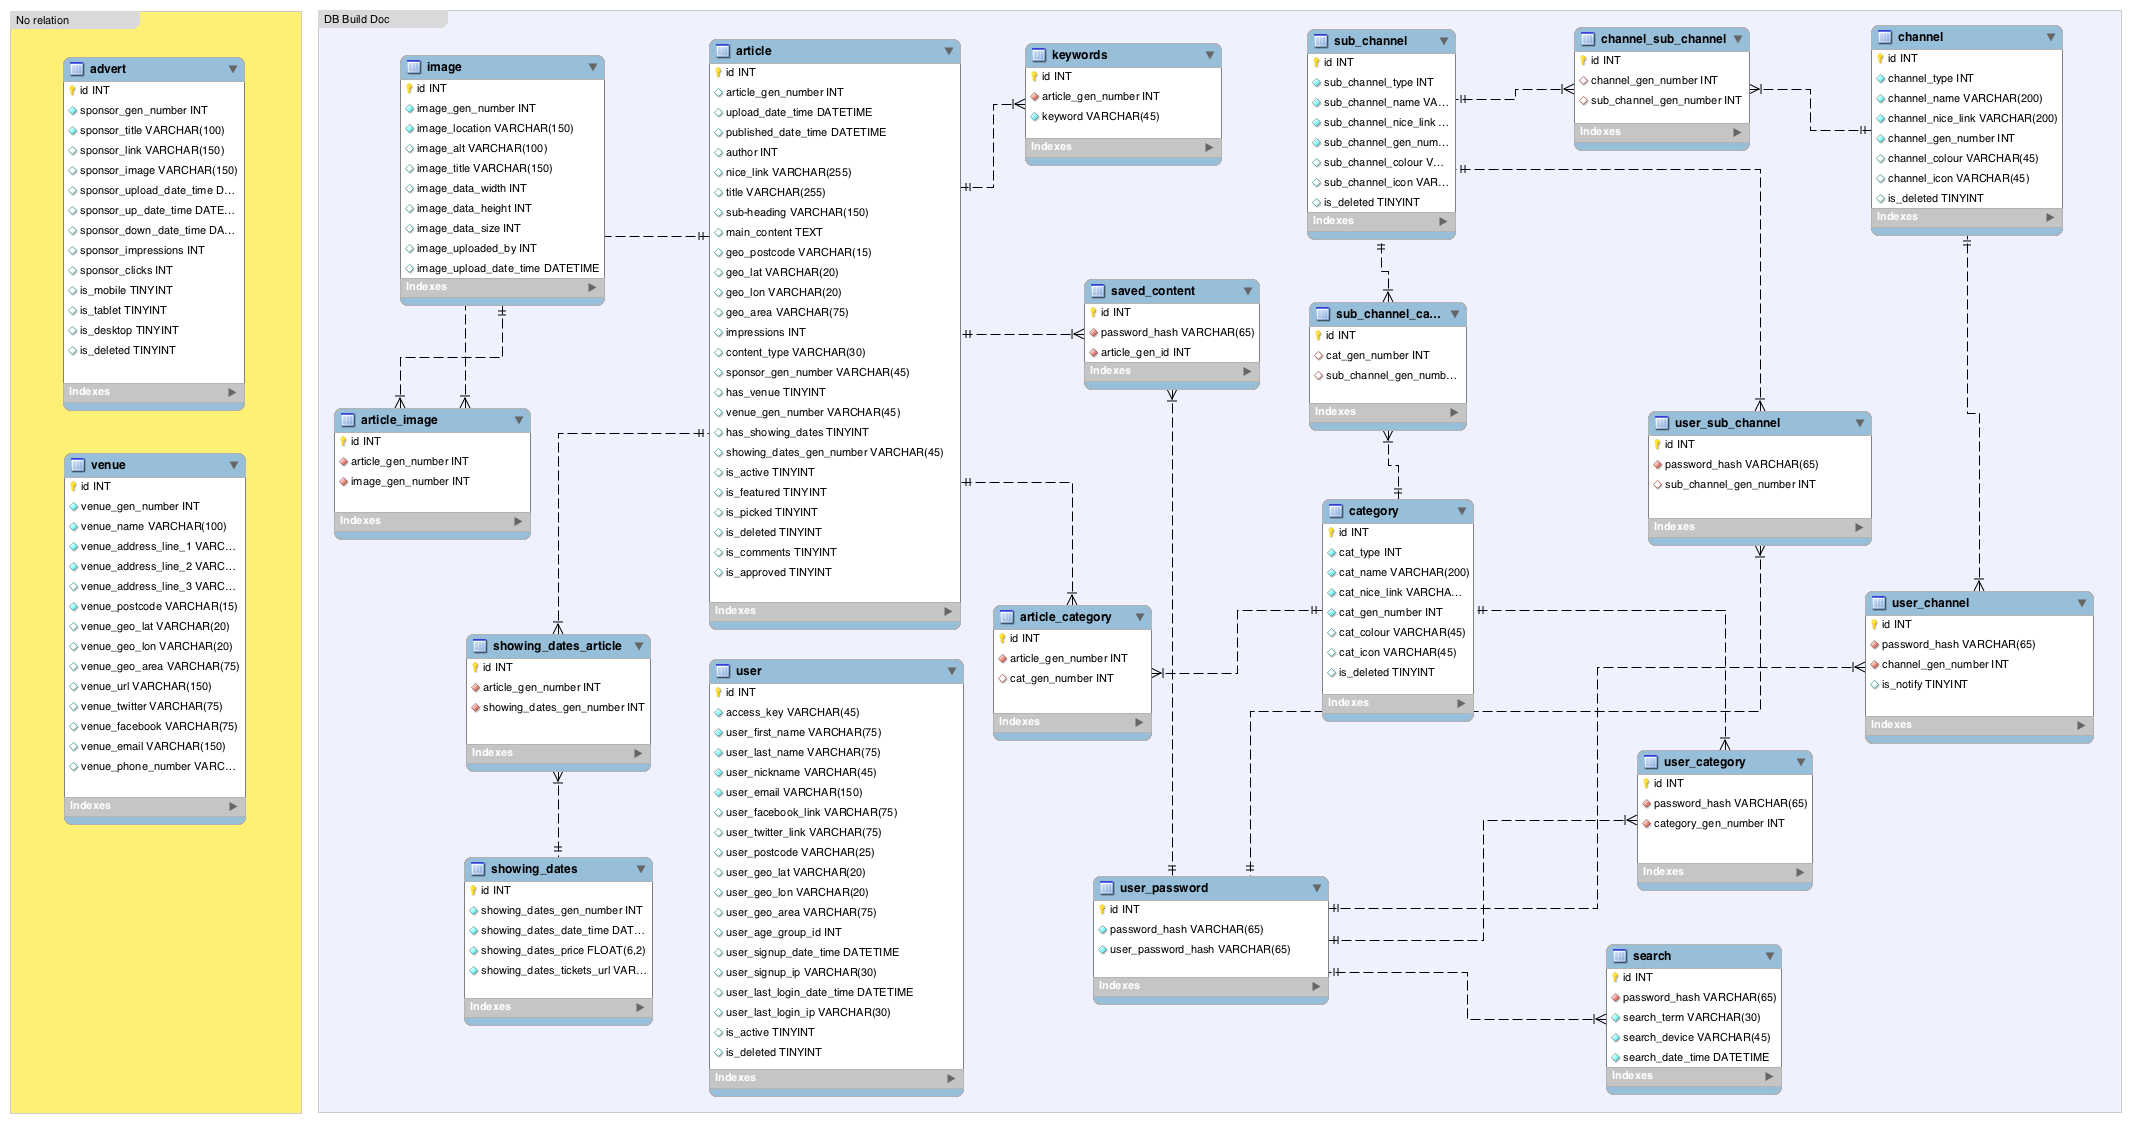 No relation
advert
id INT
sponsor_gen_number INT
sponsor_title VARCHAR(100)
sponsor_link VARCHAR(150)
sponsor_image VARCHAR(150)
sponsor_upload_date_time D...
sponsor_up_date_time DATE...
sponsor_down_date_time DA...
sponsor_impressions INT
sponsor_clicks INT
is_mobile TINYINT
is_tablet TINYINT
is_desktop TINYINT
is_deleted TINYINT
Indexes
venue
id INT
venue_gen_number INT
venue_name VARCHAR(100)
venue_address_line_1 VARC...
venue_address_line_2 VARC...
venue_address_line_3 VARC...
venue_postcode VARCHAR(15)
venue_geo_lat VARCHAR(20)
venue_geo_lon VARCHAR(20)
venue_geo_area VARCHAR(75)
venue_url VARCHAR(150)
venue_twitter VARCHAR(75)
venue_facebook VARCHAR(75)
venue_email VARCHAR(150)
venue_phone_number VARC...
Indexes
DB Build Doc
image
id INT
image_gen_number INT
image_location VARCHAR(150)
image_alt VARCHAR(100)
image_title VARCHAR(150)
image_data_width INT
image_data_height INT
image_data_size INT
image_uploaded_by INT
image_upload_date_time DATETIME
Indexes
article_image
id INT
article_gen_number INT
image_gen_number INT
Indexes
showing_dates_article
id INT
article_gen_number INT
showing_dates_gen_number INT
Indexes
showing_dates
id INT
showing_dates_gen_number INT
showing_dates_date_time DAT...
showing_dates_price FLOAT(6,2)
showing_dates_tickets_url VAR...
Indexes
article
id INT
article_gen_number INT
upload_date_time DATETIME
published_date_time DATETIME
author INT
nice_link VARCHAR(255)
title VARCHAR(255)
sub-heading VARCHAR(150)
main_content TEXT
geo_postcode VARCHAR(15)
geo_lat VARCHAR(20)
geo_lon VARCHAR(20)
geo_area VARCHAR(75)
impressions INT
content_type VARCHAR(30)
sponsor_gen_number VARCHAR(45)
has_venue TINYINT
venue_gen_number VARCHAR(45)
has_showing_dates TINYINT
showing_dates_gen_number VARCHAR(45)
is_active TINYINT
is_featured TINYINT
is_picked TINYINT
is_deleted TINYINT
is_comments TINYINT
is_approved TINYINT
Indexes
user
id INT
access_key VARCHAR(45)
user_first_name VARCHAR(75)
user_last_name VARCHAR(75)
user_nickname VARCHAR(45)
user_email VARCHAR(150)
user_facebook_link VARCHAR(75)
user_twitter_link VARCHAR(75)
user_postcode VARCHAR(25)
user_geo_lat VARCHAR(20)
user_geo_lon VARCHAR(20)
user_geo_area VARCHAR(75)
user_age_group_id INT
user_signup_date_time DATETIME
user_signup_ip VARCHAR(30)
user_last_login_date_time DATETIME
user_last_login_ip VARCHAR(30)
is_active TINYINT
is_deleted TINYINT
Indexes
keywords
id INT
article_gen_number INT
keyword VARCHAR(45)
Indexes
saved_content
id INT
password_hash VARCHAR(65)
article_gen_id INT
Indexes
article_category
id INT
article_gen_number INT
cat_gen_number INT
Indexes
user_password
id INT
password_hash VARCHAR(65)
user_password_hash VARCHAR(65)
Indexes
sub_channel
id INT
sub_channel_type INT
sub_channel_name VA...
sub_channel_nice_link ...
sub_channel_gen_num...
sub_channel_colour V...
sub_channel_icon VAR...
is_deleted TINYINT
Indexes
sub_channel_ca...
id INT
cat_gen_number INT
sub_channel_gen_numb...
Indexes
category
id INT
cat_type INT
cat_name VARCHAR(200)
cat_nice_link VARCHA...
cat_gen_number INT
cat_colour VARCHAR(45)
cat_icon VARCHAR(45)
is_deleted TINYINT
Indexes
channel_sub_channel
id INT
channel_gen_number INT
sub_channel_gen_number INT
Indexes
channel
id INT
channel_type INT
channel_name VARCHAR(200)
channel_nice_link VARCHAR(200)
channel_gen_number INT
channel_colour VARCHAR(45)
channel_icon VARCHAR(45)
is_deleted TINYINT
Indexes
user_sub_channel
id INT
password_hash VARCHAR(65)
sub_channel_gen_number INT
Indexes
user_channel
id INT
password_hash VARCHAR(65)
channel_gen_number INT
is_notify TINYINT
Indexes
user_category
id INT
password_hash VARCHAR(65)
category_gen_number INT
Indexes
search
id INT
password_hash VARCHAR(65)
search_term VARCHAR(30)
search_device VARCHAR(45)
search_date_time DATETIME
Indexes